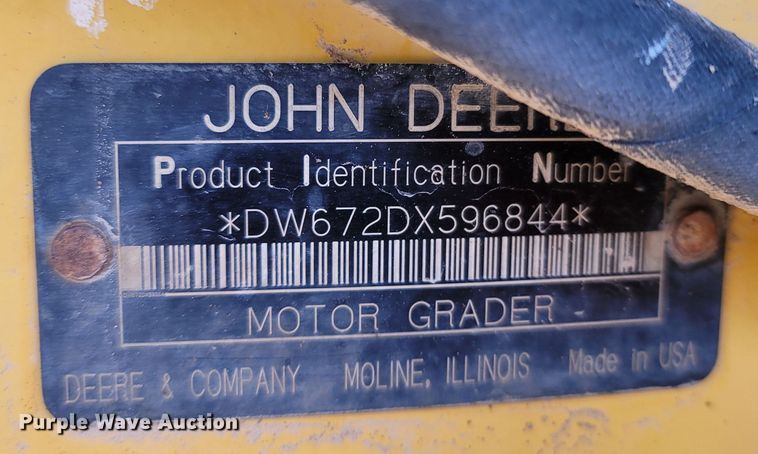 JOHN DEERE
Product Identification Number
*DW672DX596844*
MOTOR GRADER
DEERE & COMPANY MOLINE, ILLINOIS Made in USA
Purple Wave Auction